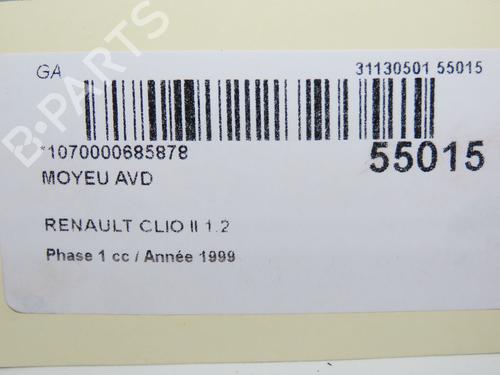 GA 31130501 55015
*1070000685878 55015
MOYEU AVD
RENAULT CLIO II 1.2
Phase 1 cc / Année 1999
B-PARTS